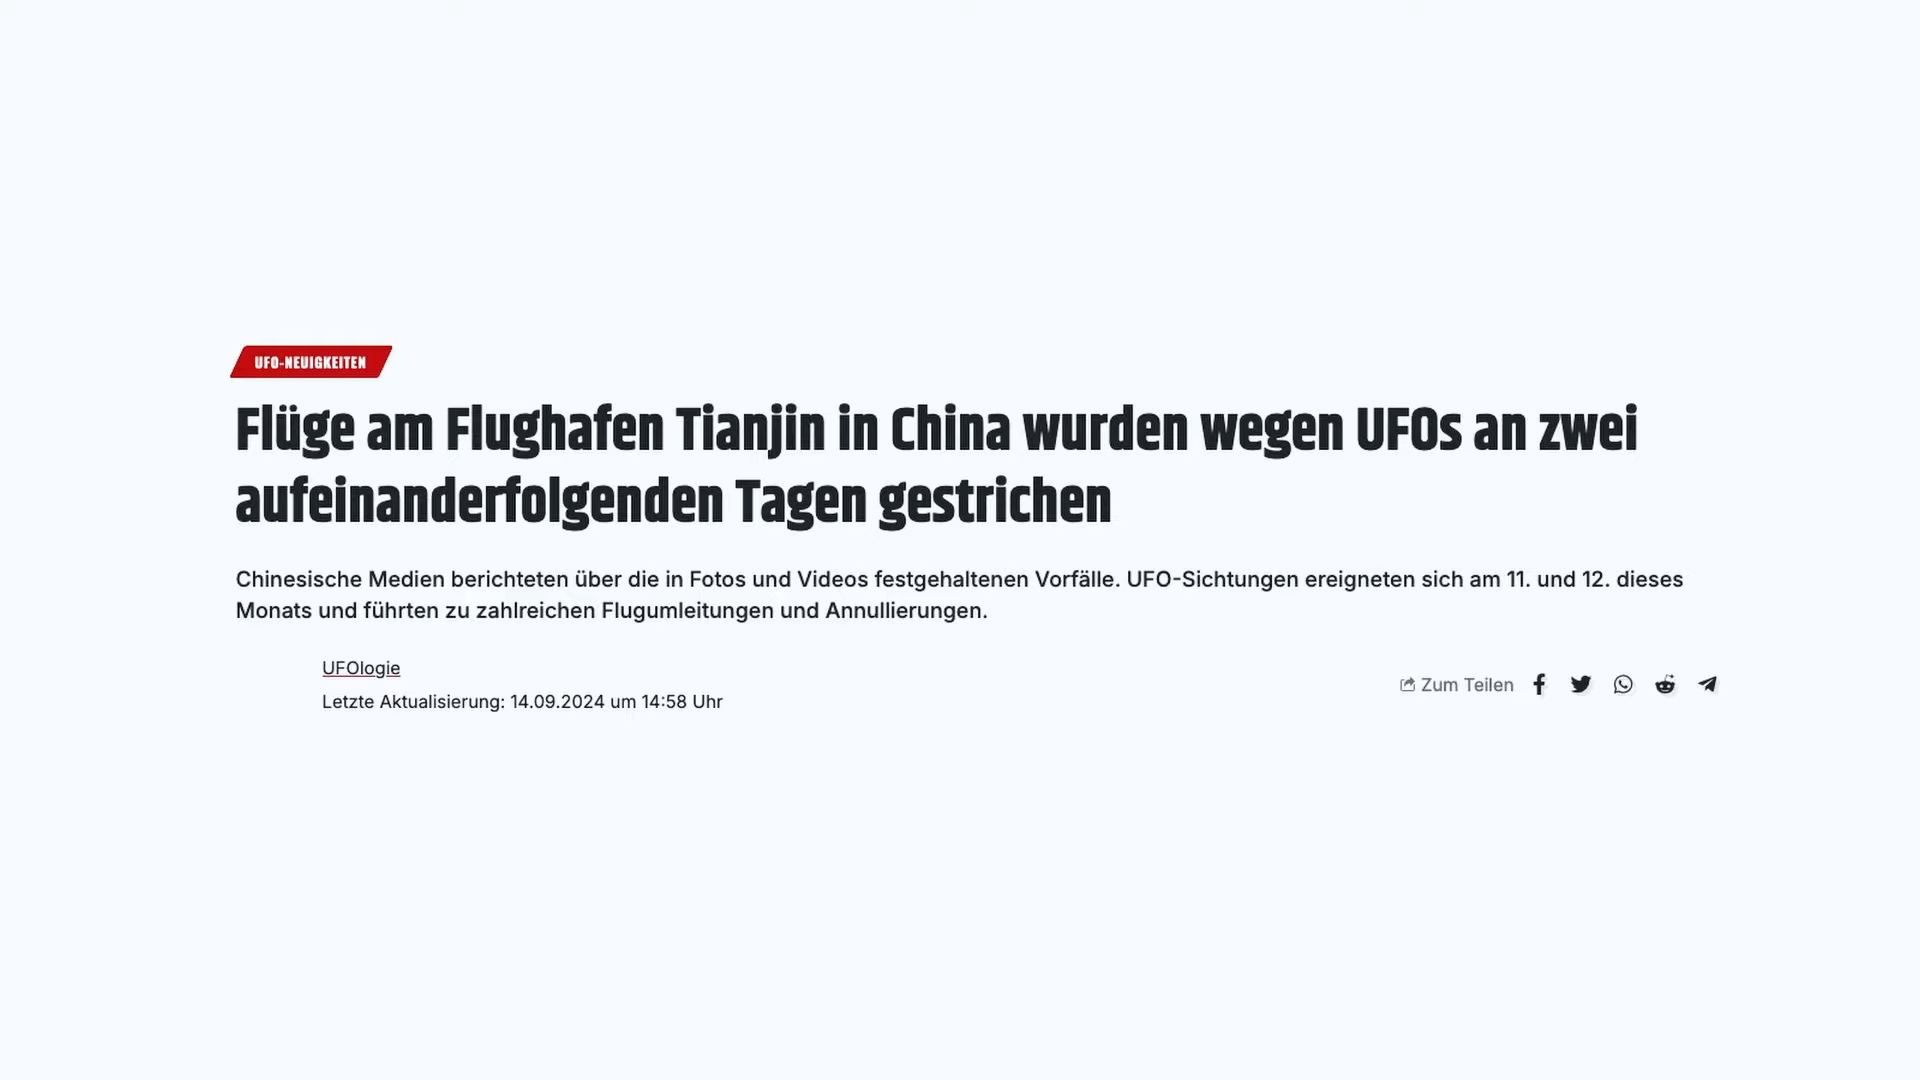 UFO-NEUIGKEITEN
Flüge am Flughafen Tianjin in China wurden wegen UFOs an zwei
aufeinanderfolgenden Tagen gestrichen
Chinesische Medien berichteten über die in Fotos und Videos festgehaltenen Vorfälle. UFO-Sichtungen ereigneten sich am 11. und 12. dieses
Monats und führten zu zahlreichen Flugumleitungen und Annullierungen.
UFOlogie
Letzte Aktualisierung: 14.09.2024 um 14:58 Uhr
Zum Teilen